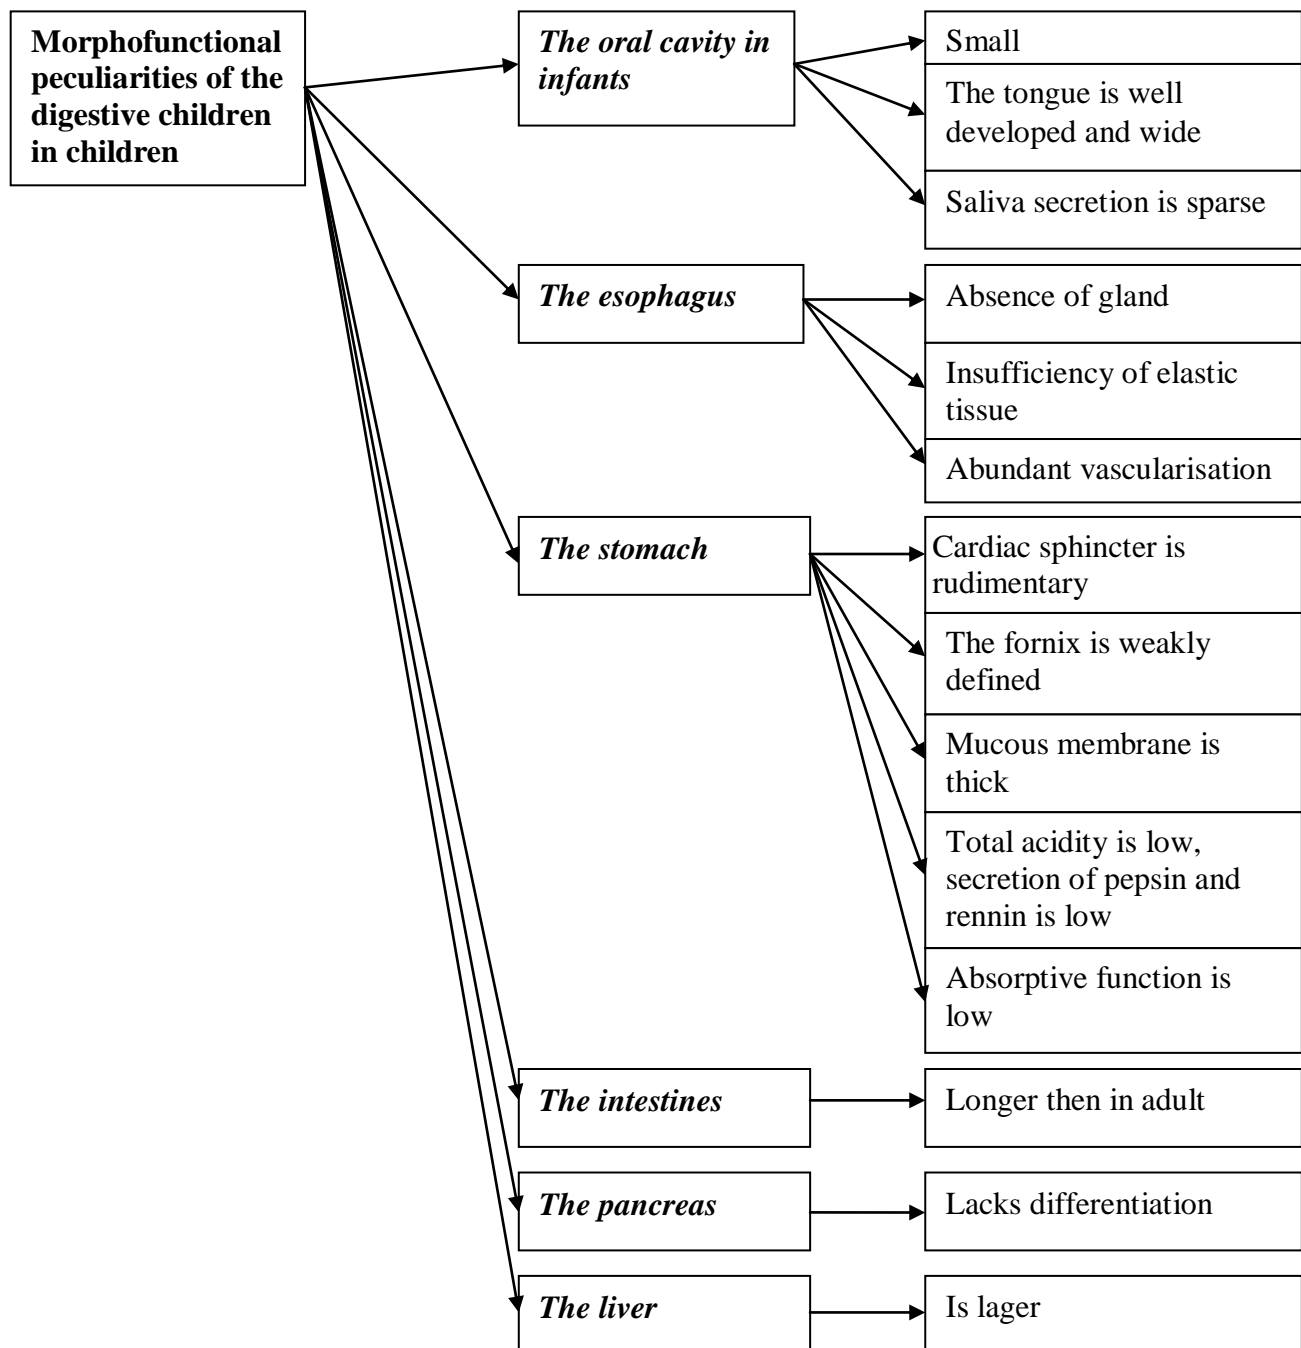 Morphofunctional
peculiarities of the
digestive children
in children
The oral cavity in
infants
Small
The tongue is well
developed and wide
Saliva secretion is sparse
The esophagus
Absence of gland
Insufficiency of elastic
tissue
Abundant vascularisation
The stomach
Cardiac sphincter is
rudimentary
The fornix is weakly
defined
Mucous membrane is
thick
Total acidity is low,
secretion of pepsin and
rennin is low
Absorptive function is
low
The intestines
Longer then in adult
The pancreas
Lacks differentiation
The liver
Is lager